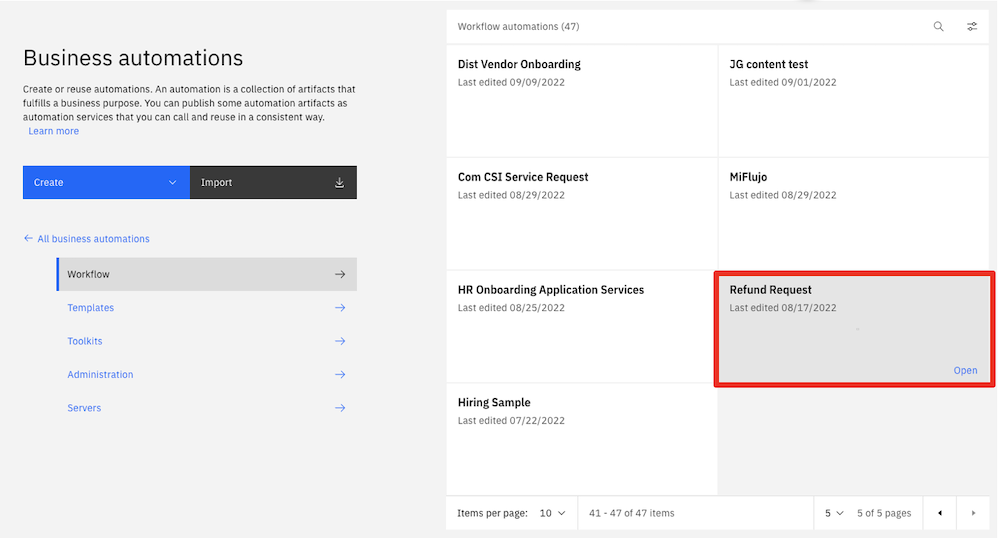 Business automations
Create or reuse automations. An automation is a collection of artifacts that
fulfills a business purpose. You can publish some automation artifacts as
automation services that you can call and reuse in a consistent way.
Learn more
Create
Import
All business automations
Workflow
Templates
Toolkits
Administration
Servers
Workflow automations (47)
Dist Vendor Onboarding
Last edited 09/09/2022
JG content test
Last edited 09/01/2022
Com CSI Service Request
Last edited 08/29/2022
MiFlujo
Last edited 08/29/2022
HR Onboarding Application Services
Last edited 08/25/2022
Refund Request
Last edited 08/17/2022
Open
Hiring Sample
Last edited 07/22/2022
Items per page: 10
41 - 47 of 47 items
5
5 of 5 pages